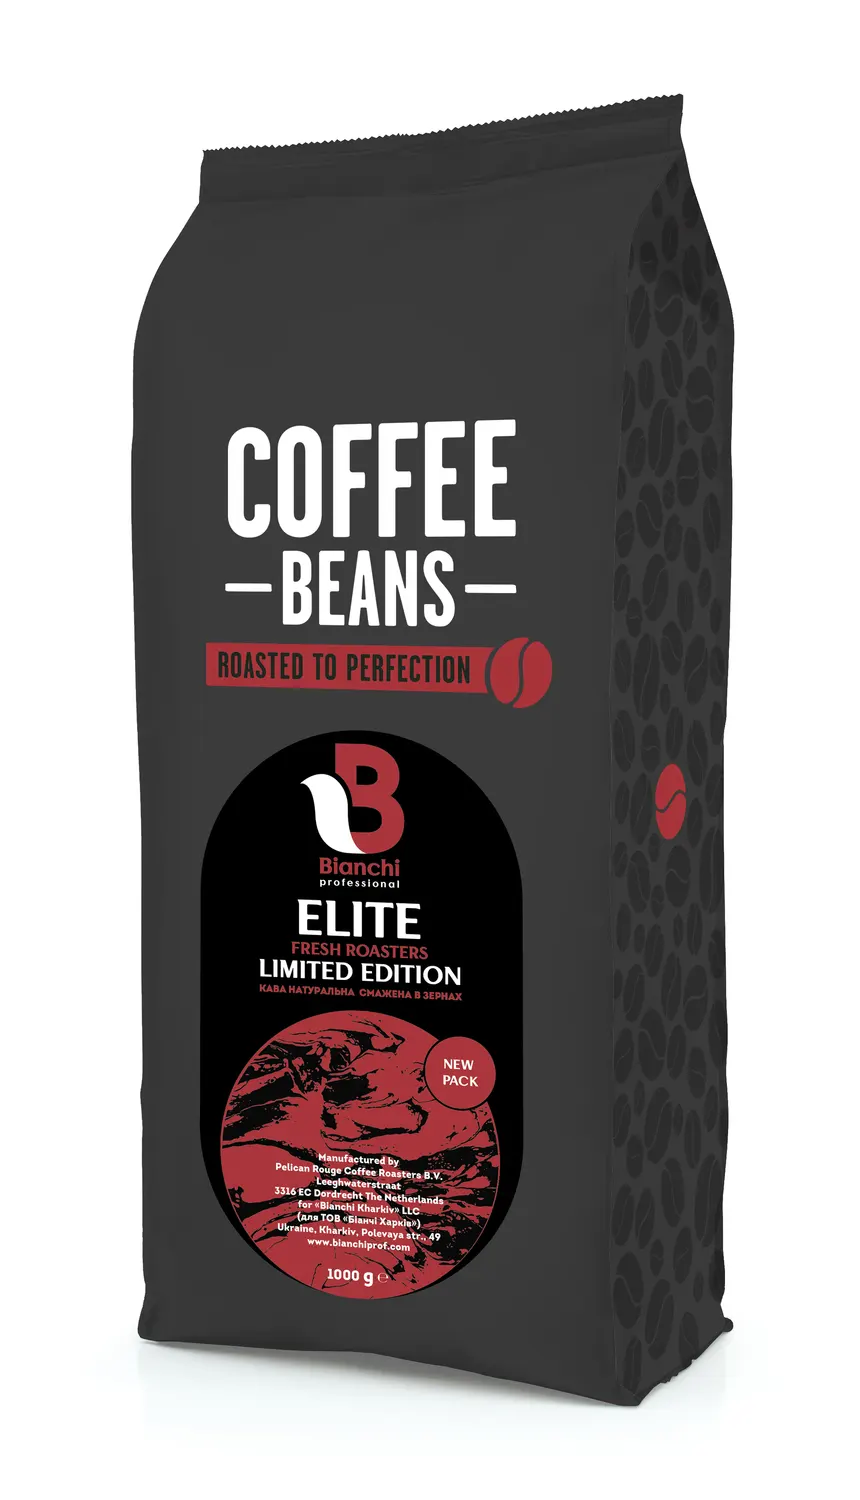 COFFEE
—BEANS—
ROASTED TO PERFECTION
B
Bianchi
professional
ELITE
FRESH ROASTERS
LIMITED EDITION
КАВА НАТУРАЛЬНА СМАЖЕНА В ЗЕРНАХ
NEW
PACK
Manufactured by
Pelican Rouge Coffee Roasters B.V.
Leeghwaterstraat
3316 EC Dordrecht The Netherlands
for «Bianchi Kharkiv» LLC
(для ТОВ «Біанчі Харків»)
Ukraine, Kharkiv, Polevaya str., 49
www.bianchiprof.com
1000 g ℮